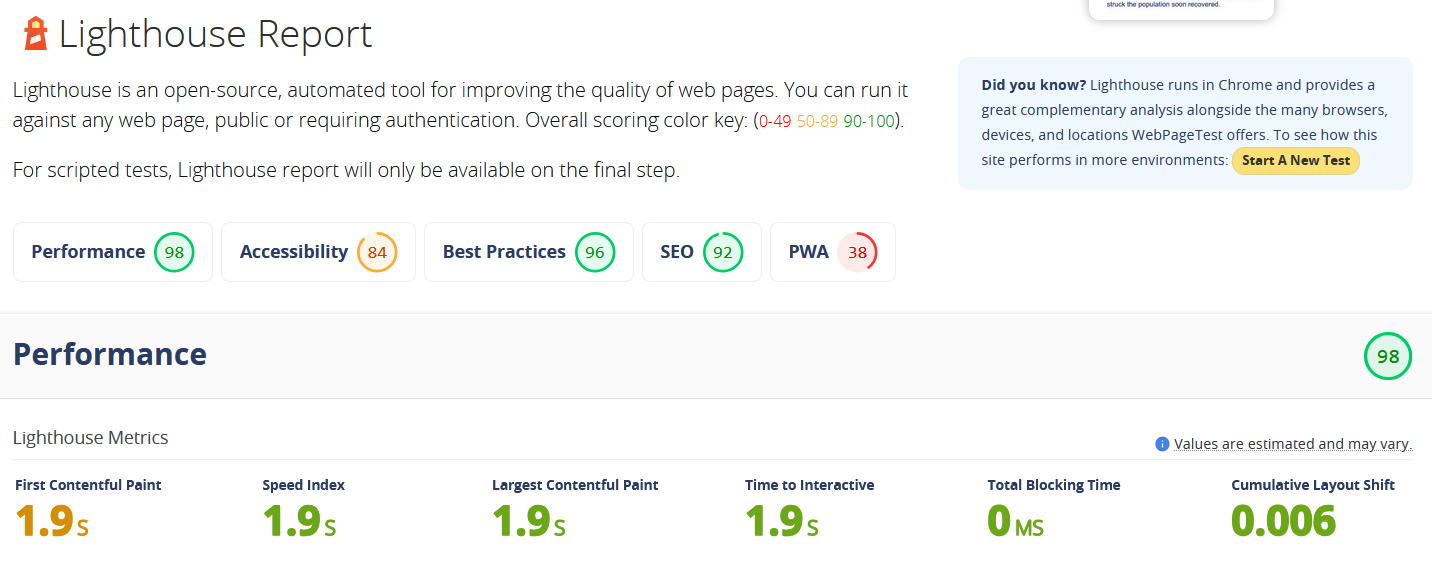 struck the population soon recovered.
Lighthouse Report
Lighthouse is an open-source, automated tool for improving the quality of web pages. You can run it
against any web page, public or requiring authentication. Overall scoring color key: (0-49 50-89 90-100).
For scripted tests, Lighthouse report will only be available on the final step.
Did you know? Lighthouse runs in Chrome and provides a
great complementary analysis alongside the many browsers,
devices, and locations WebPageTest offers. To see how this
site performs in more environments: Start A New Test
Performance 98 Accessibility 84 Best Practices 96 SEO 92 PWA 38
Performance 98
Lighthouse Metrics
Values are estimated and may vary.
First Contentful Paint Speed Index Largest Contentful Paint Time to Interactive Total Blocking Time Cumulative Layout Shift
1.9 S 1.9 S 1.9 S 1.9 S 0 MS 0.006